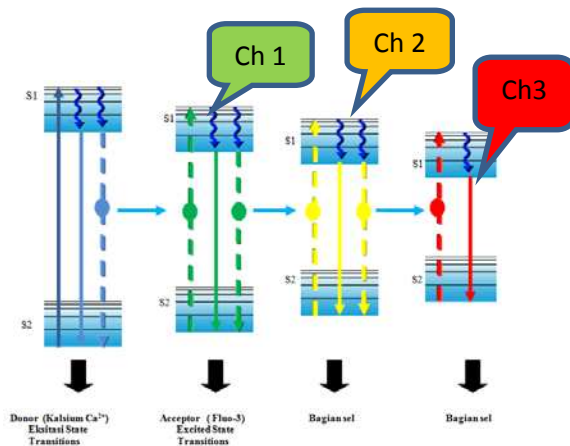 Ch 1
Ch 2
Ch3
S1
S1
S1
S1
S2
S2
S2
S2
Donor (Kalsium Ca²⁺)
Eksitasi State
Transitions
Acceptor ( Fluo-3)
Excited State
Transitions
Bagian sel
Bagian sel